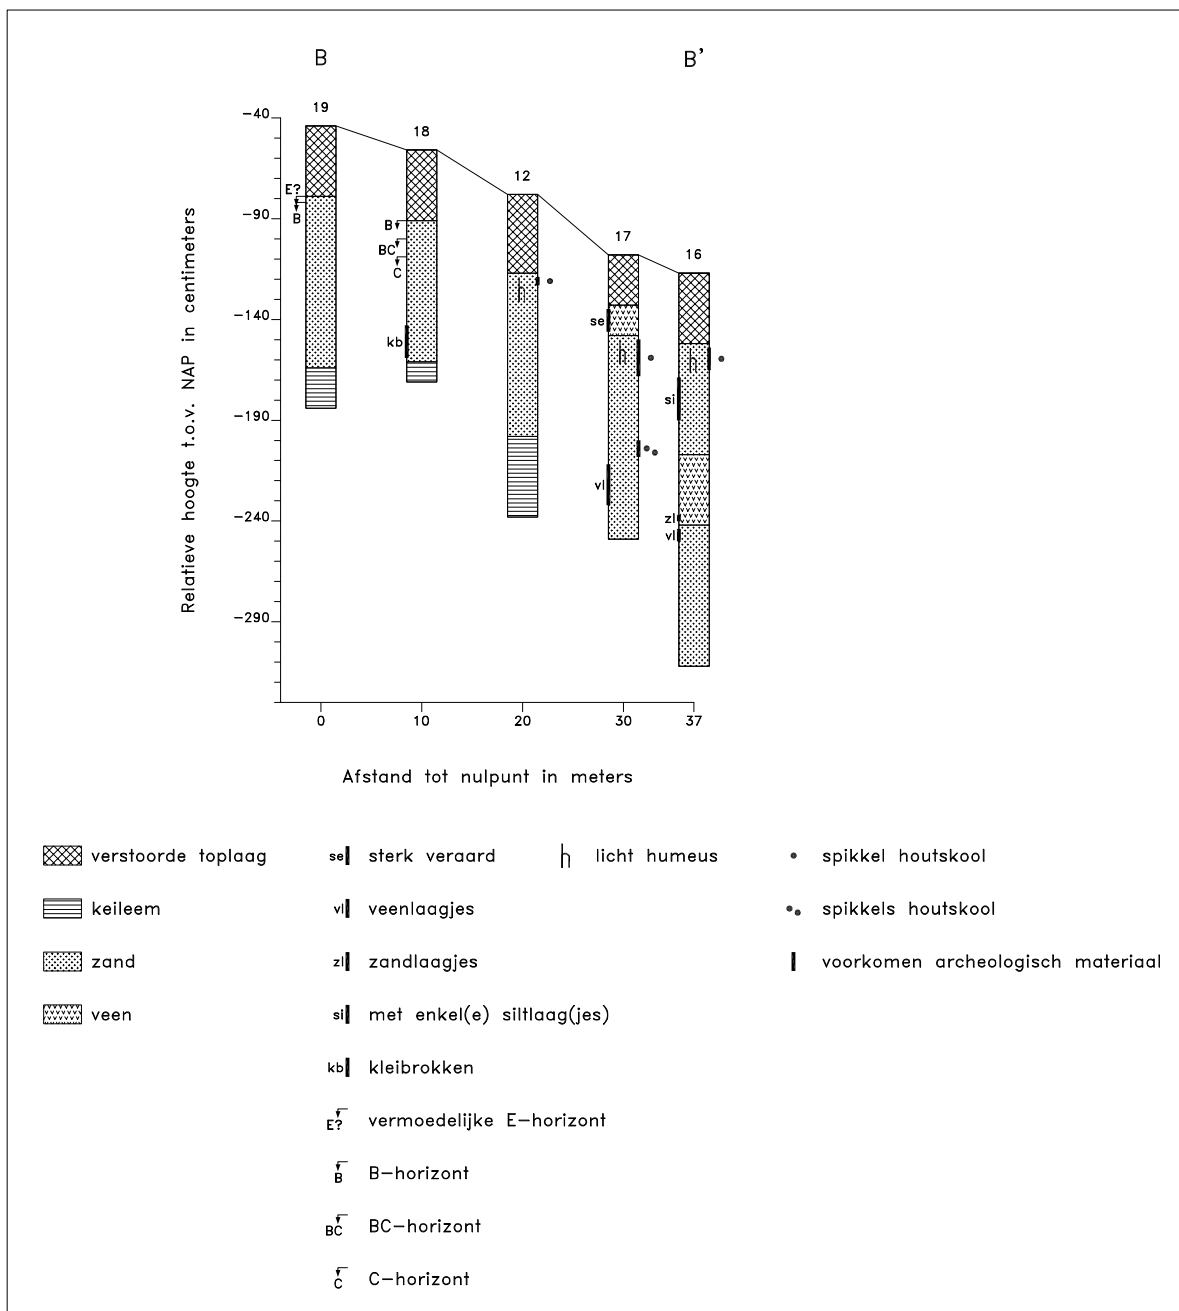 B B'
19
18
12
17
16
-40
-90
-140
-190
-240
-290
E?
B
B
BC
C
kb
h
se
h
vl
h
si
zl
vl
Relatieve hoogte t.o.v. NAP in centimeters
0 10 20 30 37
Afstand tot nulpunt in meters
verstoorde toplaag se sterk veraard h licht humeus spikkel houtskool
keileem vl veenlaagjes spikkels houtskool
zand zl zandlaagjes voorkomen archeologisch materiaal
veen si met enkel(e) siltlaag(jes)
kb kleibrokken
E? vermoedelijke E-horizont
B B-horizont
BC BC-horizont
C C-horizont